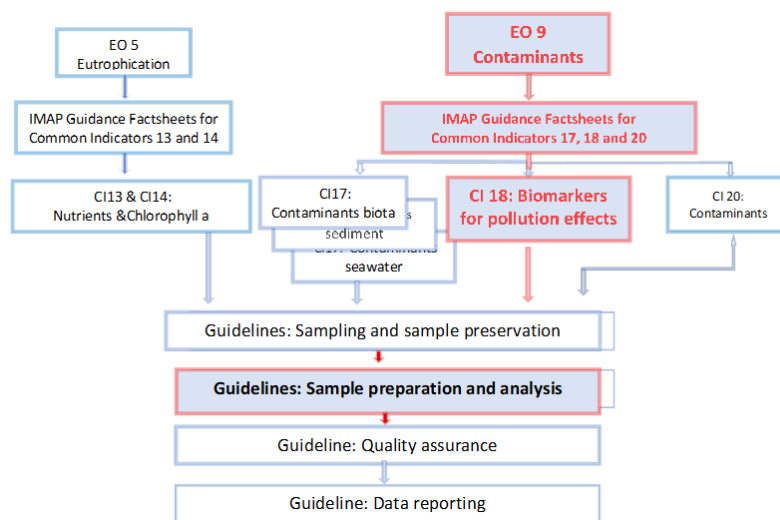 EO 5
Eutrophication
EO 9
Contaminants
IMAP Guidance Factsheets for
Common Indicators 13 and 14
IMAP Guidance Factsheets for
Common Indicators 17, 18 and 20
CI13 & CI14:
Nutrients &Chlorophyll a
CI17:
Contaminants biota
sediment
seawater
CI 18: Biomarkers
for pollution effects
CI 20:
Contaminants
Guidelines: Sampling and sample preservation
Guidelines: Sample preparation and analysis
Guideline: Quality assurance
Guideline: Data reporting